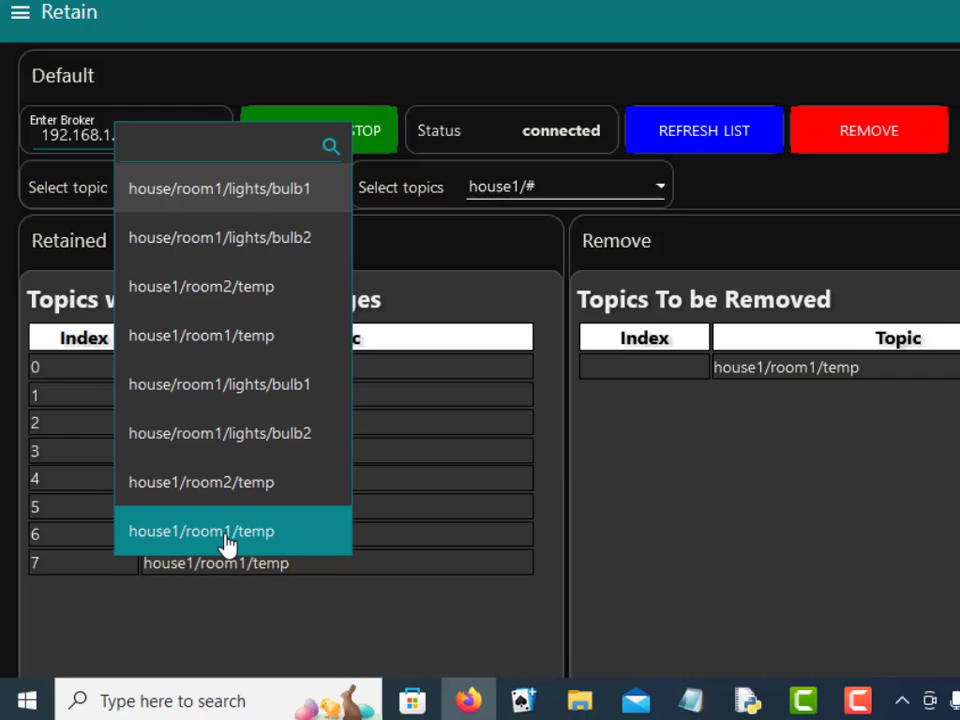 Retain
Default
Enter Broker
192.168.1.
TOP
Status connected
REFRESH LIST
REMOVE
Select topic
Select topics house1/#
house/room1/lights/bulb1
house/room1/lights/bulb2
house1/room2/temp
house1/room1/temp
house/room1/lights/bulb1
house/room1/lights/bulb2
house1/room2/temp
house1/room1/temp
Retained
Topics w
ges
Index c
0
1
2
3
4
5
6
7 house1/room1/temp
Remove
Topics To be Removed
Index Topic
house1/room1/temp
Type here to search